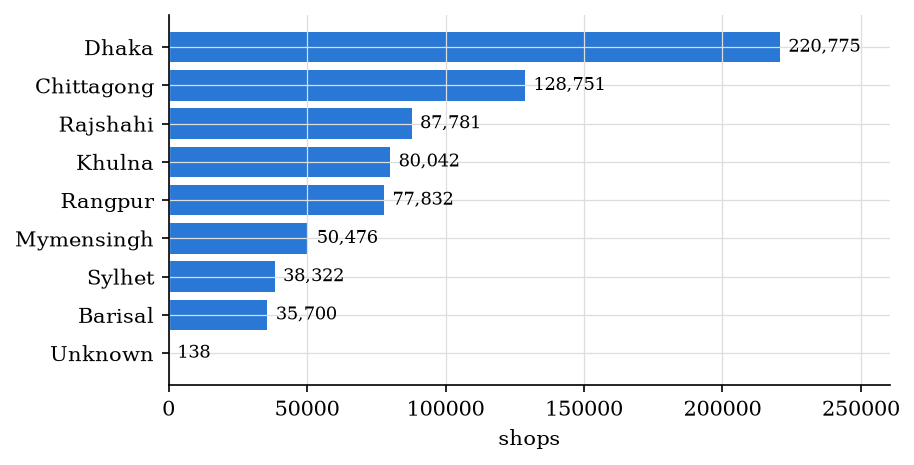 Dhaka 220,775
Chittagong 128,751
Rajshahi 87,781
Khulna 80,042
Rangpur 77,832
Mymensingh 50,476
Sylhet 38,322
Barisal 35,700
Unknown 138
0 50000 100000 150000 200000 250000
shops